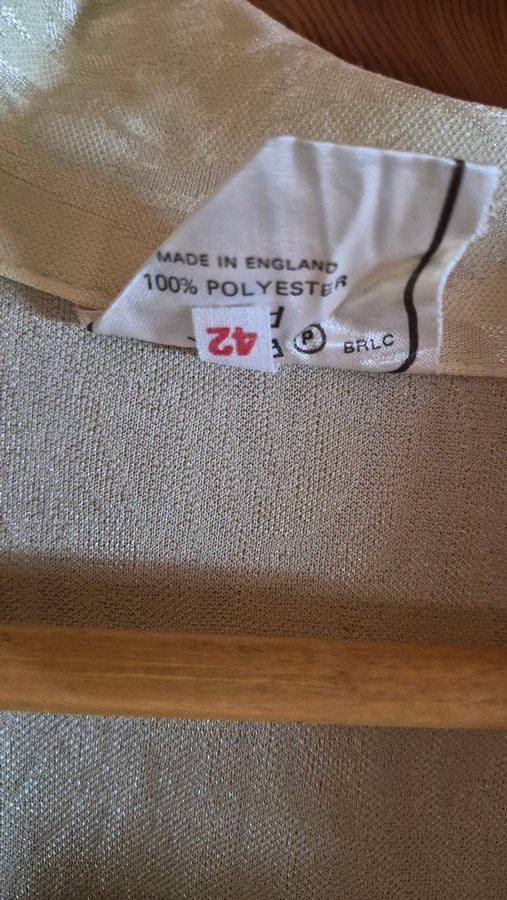 MADE IN ENGLAND
100% POLYESTER
42
P BRLC